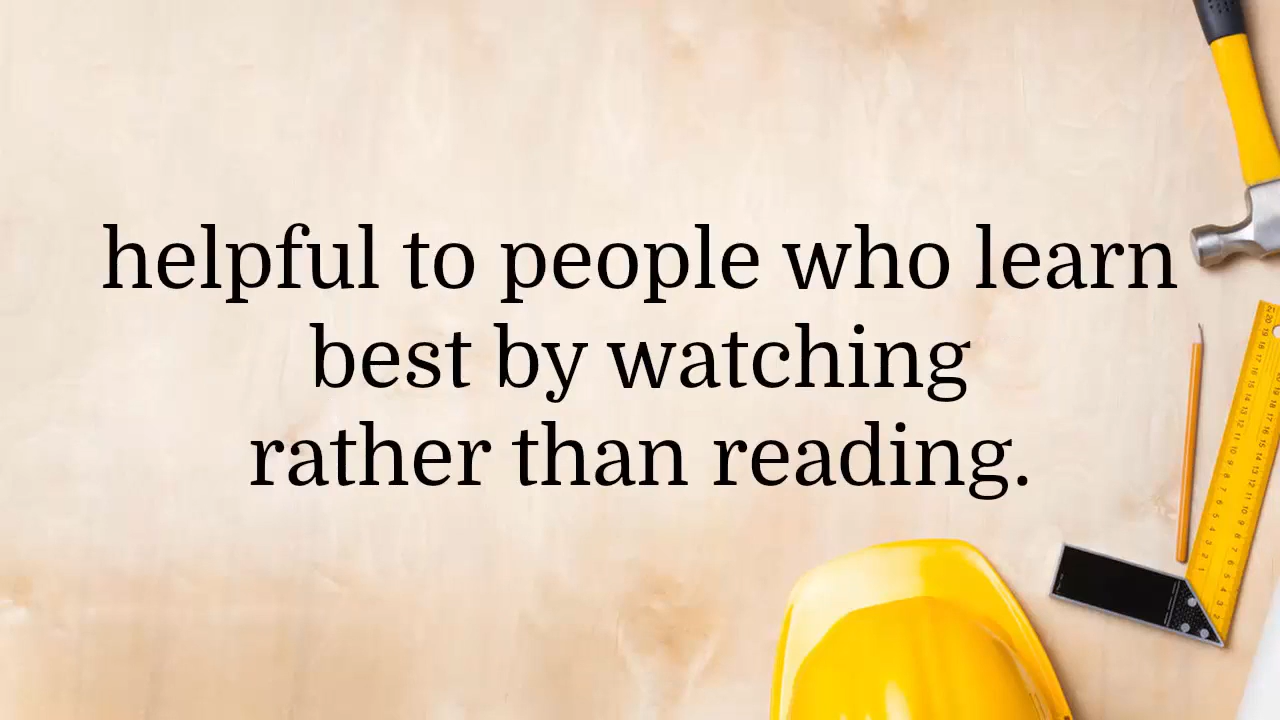 helpful to people who learn
best by watching
rather than reading.